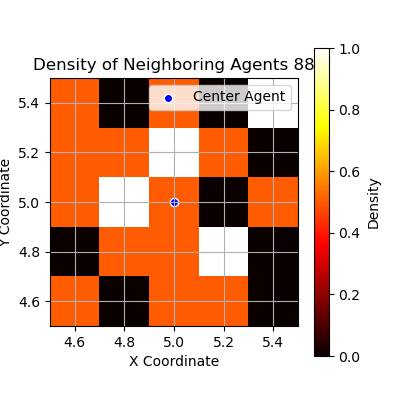 Density of Neighboring Agents 88
Center Agent
5.4
5.2
5.0
4.8
4.6
Y Coordinate
4.6 4.8 5.0 5.2 5.4
X Coordinate
1.0
0.8
0.6
0.4
0.2
0.0
Density